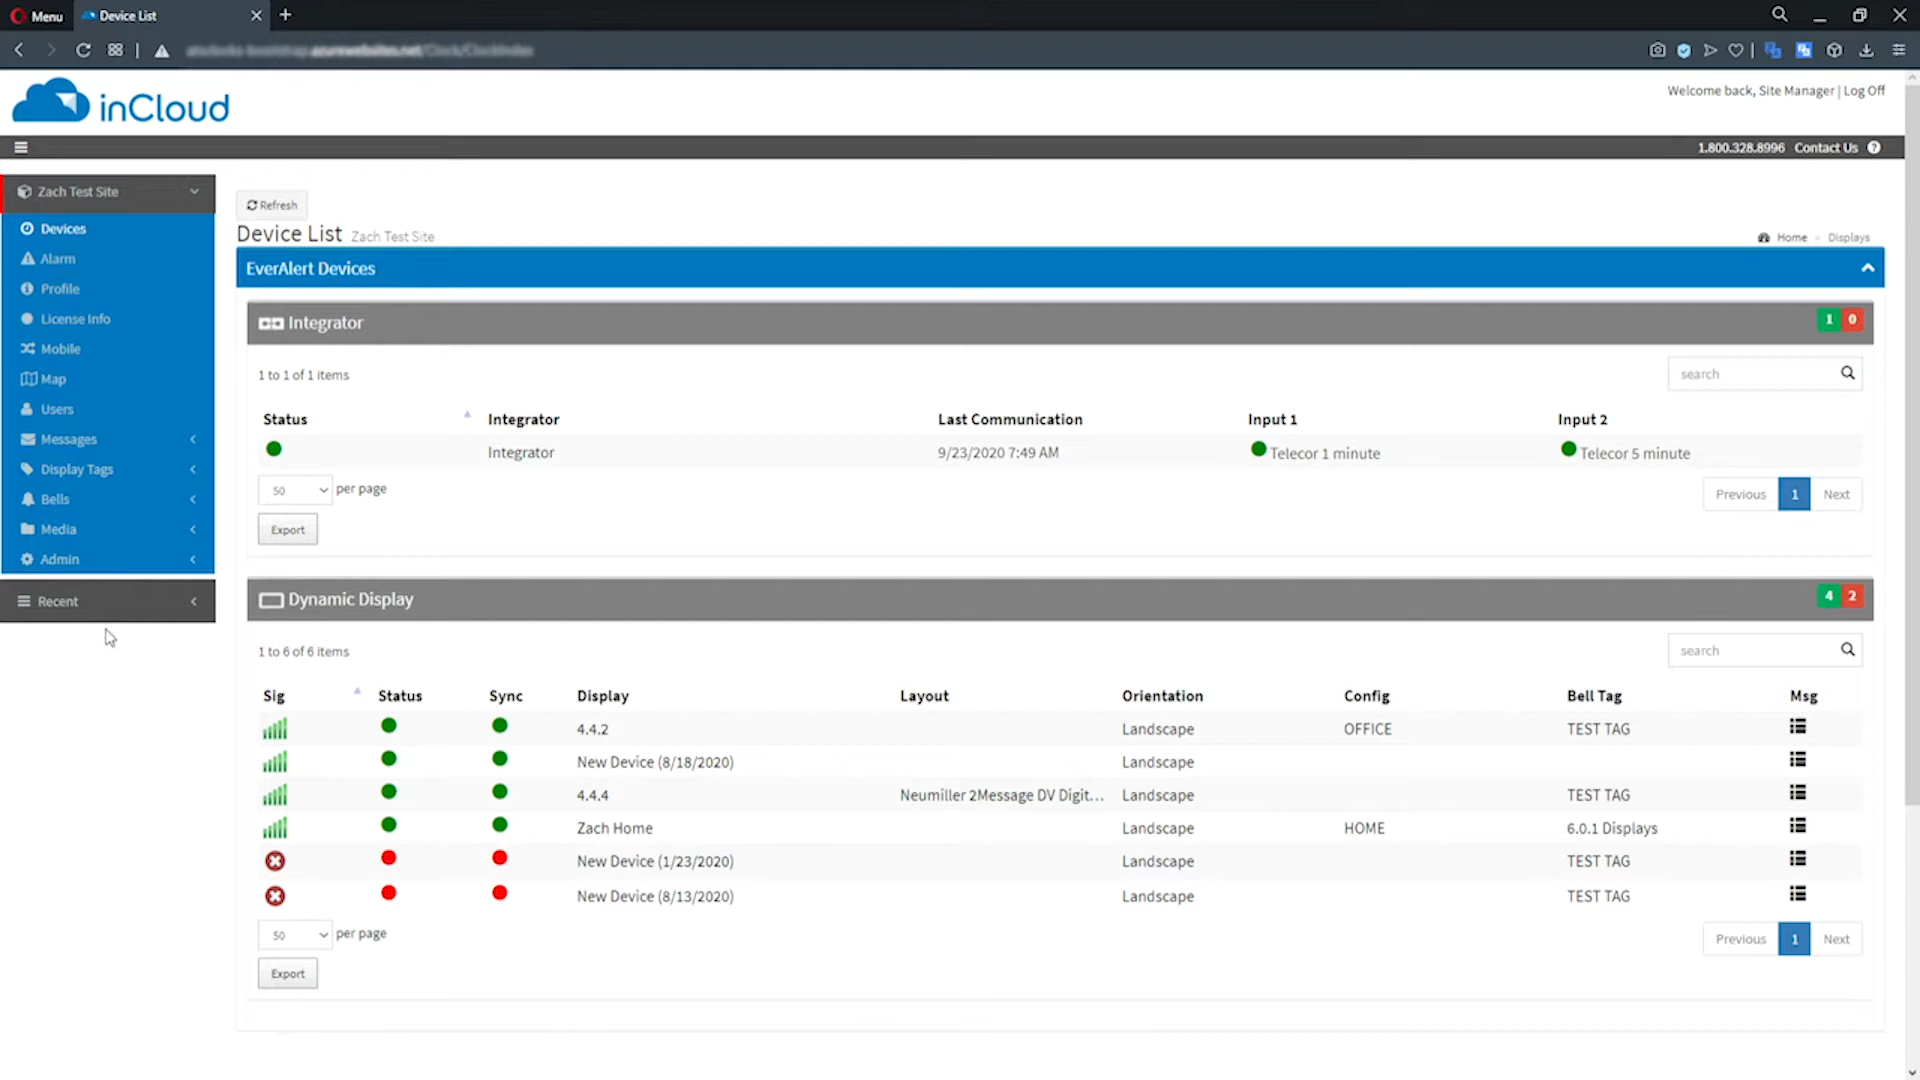 Menu
Device List
azurewebsites.net/Clock/ClockIndex
inCloud
Welcome back, Site Manager | Log Off
1.800.328.8996 Contact Us
Zach Test Site
Devices
Alarm
Profile
License Info
Mobile
Map
Users
Messages
Display Tags
Bells
Media
Admin
Recent
Refresh
Device List Zach Test Site
Home Displays
EverAlert Devices
Integrator 1 0
1 to 1 of 1 items
search
Status Integrator Last Communication Input 1 Input 2
Integrator 9/23/2020 7:49 AM Telecor 1 minute Telecor 5 minute
50 per page
Previous 1 Next
Export
Dynamic Display 4 2
1 to 6 of 6 items
search
Sig Status Sync Display Layout Orientation Config Bell Tag Msg
4.4.2 Landscape OFFICE TEST TAG
New Device (8/18/2020) Landscape
4.4.4 Neumiller 2Message DV Digit... Landscape TEST TAG
Zach Home Landscape HOME 6.0.1 Displays
New Device (1/23/2020) Landscape TEST TAG
New Device (8/13/2020) Landscape TEST TAG
50 per page
Previous 1 Next
Export